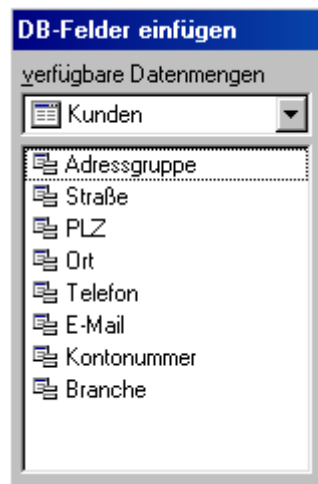 DB-Felder einfügen
verfügbare Datenmengen
Kunden
Adressgruppe
Straße
PLZ
Ort
Telefon
E-Mail
Kontonummer
Branche